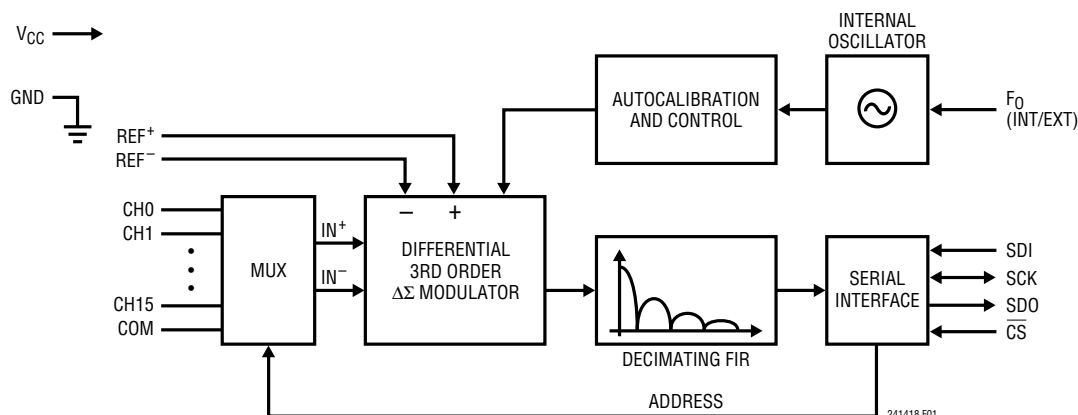 VCC
GND
REF+
REF−
CH0
CH1
CH15
COM
MUX
IN+
IN−
− +
DIFFERENTIAL
3RD ORDER
ΔΣ MODULATOR
AUTOCALIBRATION
AND CONTROL
INTERNAL
OSCILLATOR
FO
(INT/EXT)
DECIMATING FIR
SERIAL
INTERFACE
SDI
SCK
SDO
C̅S̅
ADDRESS
241418 F01